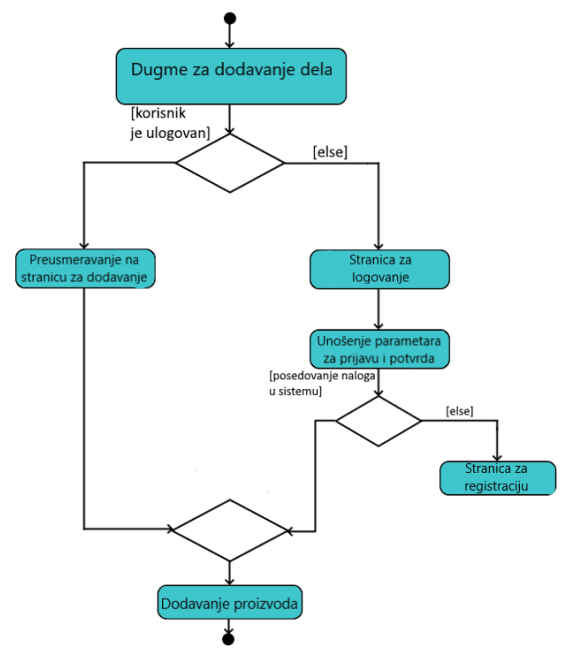 Dugme za dodavanje dela
[korisnik
je ulogovan]
[else]
Preusmeravanje na
stranicu za dodavanje
Stranica za
logovanje
Unošenje parametara
za prijavu i potvrda
[posedovanje naloga
u sistemu]
[else]
Stranica za
registraciju
Dodavanje proizvoda